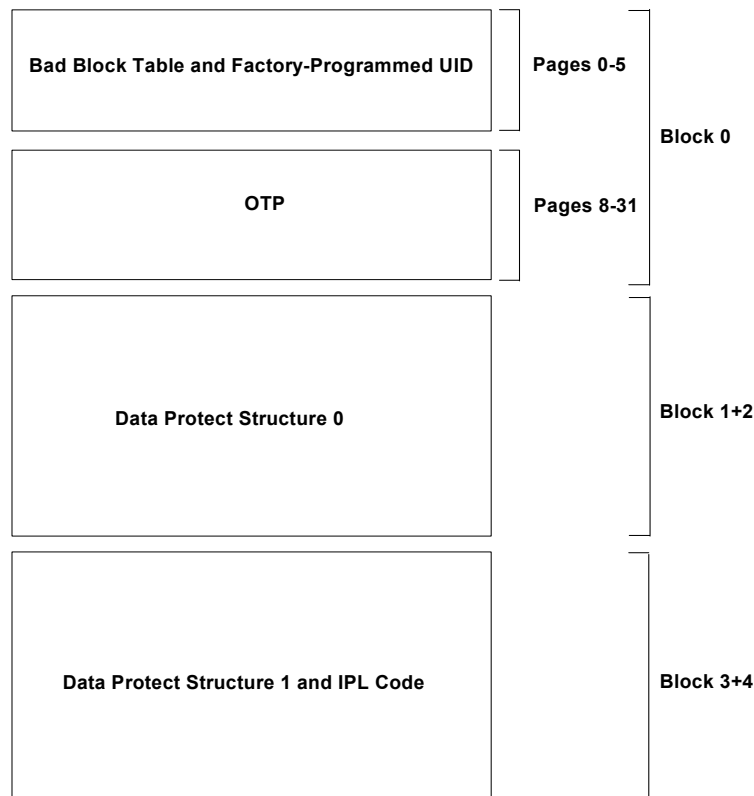 Bad Block Table and Factory-Programmed UID
Pages 0-5
Block 0
OTP
Pages 8-31
Data Protect Structure 0
Block 1+2
Data Protect Structure 1 and IPL Code
Block 3+4